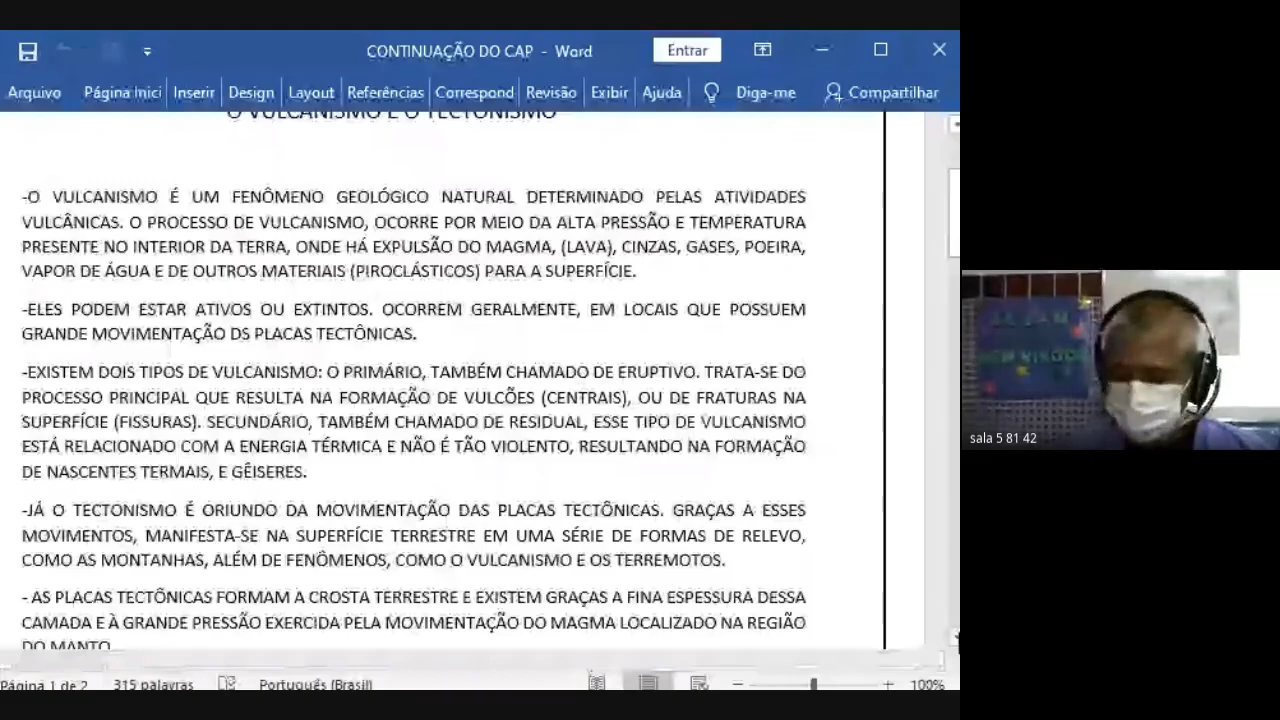 CONTINUAÇÃO DO CAP - Word
Entrar
Arquivo Página Inici Inserir Design Layout Referências Correspond Revisão Exibir Ajuda Diga-me Compartilhar
O VULCANISMO E O TECTONISMO
-O VULCANISMO É UM FENÔMENO GEOLÓGICO NATURAL DETERMINADO PELAS ATIVIDADES
VULCÂNICAS. O PROCESSO DE VULCANISMO, OCORRE POR MEIO DA ALTA PRESSÃO E TEMPERATURA
PRESENTE NO INTERIOR DA TERRA, ONDE HÁ EXPULSÃO DO MAGMA, (LAVA), CINZAS, GASES, POEIRA,
VAPOR DE ÁGUA E DE OUTROS MATERIAIS (PIROCLÁSTICOS) PARA A SUPERFÍCIE.
-ELES PODEM ESTAR ATIVOS OU EXTINTOS. OCORREM GERALMENTE, EM LOCAIS QUE POSSUEM
GRANDE MOVIMENTAÇÃO DS PLACAS TECTÔNICAS.
-EXISTEM DOIS TIPOS DE VULCANISMO: O PRIMÁRIO, TAMBÉM CHAMADO DE ERUPTIVO. TRATA-SE DO
PROCESSO PRINCIPAL QUE RESULTA NA FORMAÇÃO DE VULCÕES (CENTRAIS), OU DE FRATURAS NA
SUPERFÍCIE (FISSURAS). SECUNDÁRIO, TAMBÉM CHAMADO DE RESIDUAL, ESSE TIPO DE VULCANISMO
ESTÁ RELACIONADO COM A ENERGIA TÉRMICA E NÃO É TÃO VIOLENTO, RESULTANDO NA FORMAÇÃO
DE NASCENTES TERMAIS, E GÊISERES.
-JÁ O TECTONISMO É ORIUNDO DA MOVIMENTAÇÃO DAS PLACAS TECTÔNICAS. GRAÇAS A ESSES
MOVIMENTOS, MANIFESTA-SE NA SUPERFÍCIE TERRESTRE EM UMA SÉRIE DE FORMAS DE RELEVO,
COMO AS MONTANHAS, ALÉM DE FENÔMENOS, COMO O VULCANISMO E OS TERREMOTOS.
- AS PLACAS TECTÔNICAS FORMAM A CROSTA TERRESTRE E EXISTEM GRAÇAS A FINA ESPESSURA DESSA
CAMADA E À GRANDE PRESSÃO EXERCIDA PELA MOVIMENTAÇÃO DO MAGMA LOCALIZADO NA REGIÃO
DO MANTO
Página 1 de 2 315 palavras Português (Brasil) 100%
sala 5 81 42